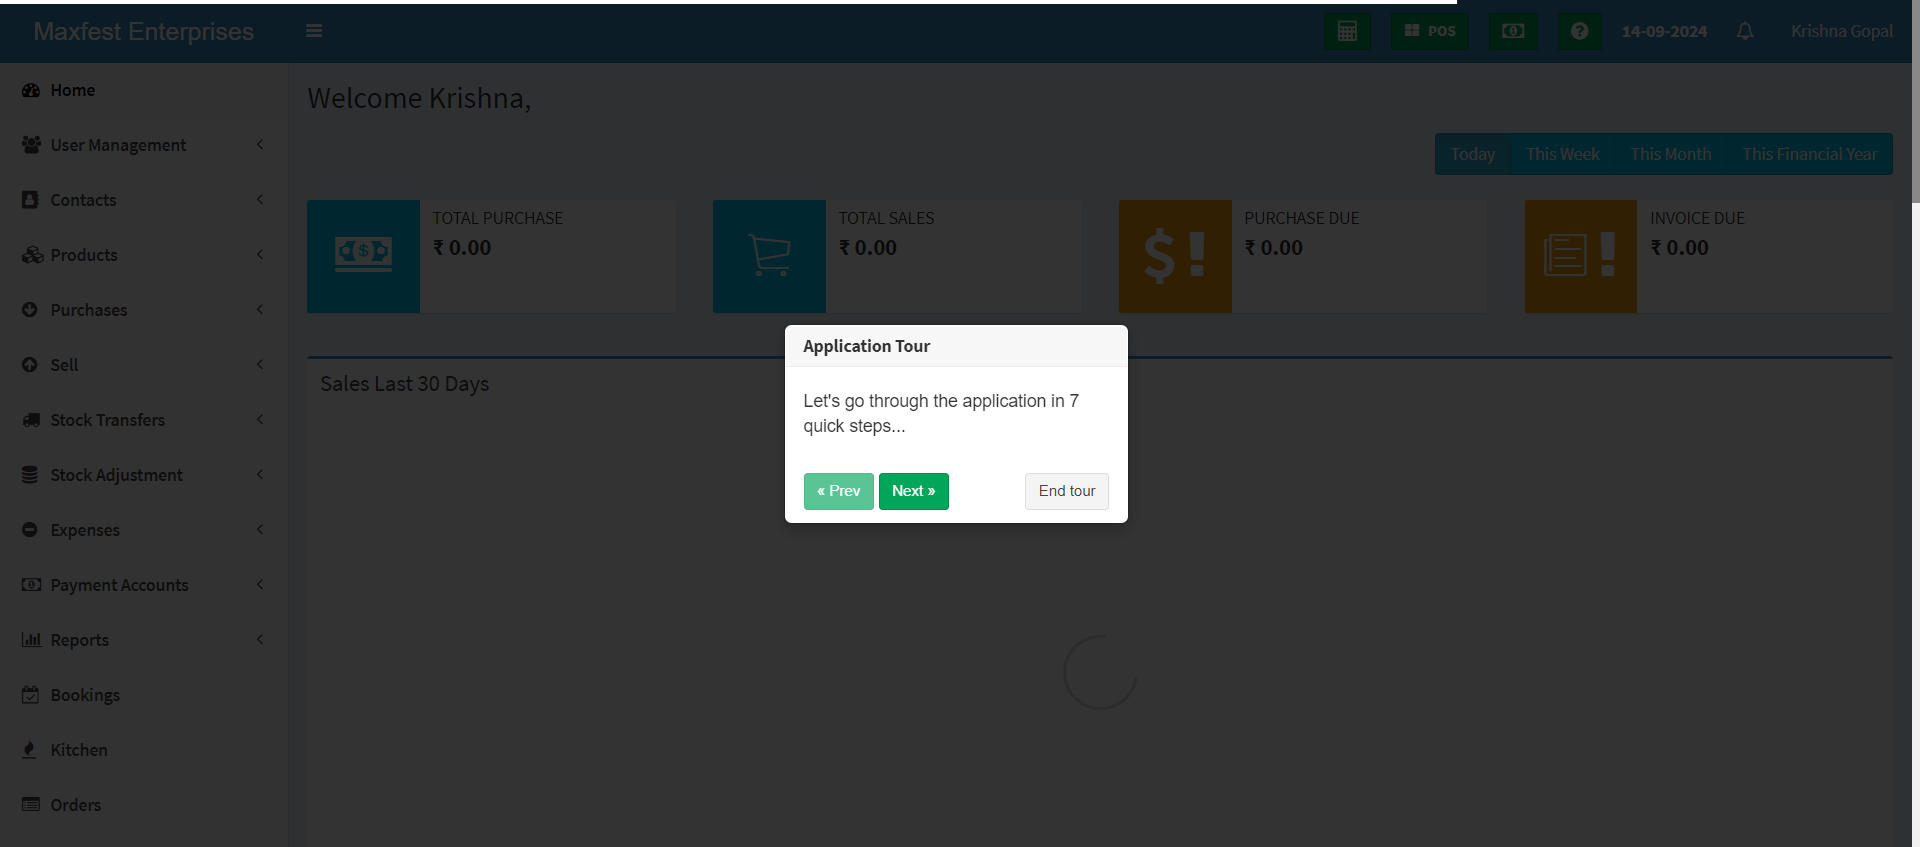 Maxfest Enterprises
POS
14-09-2024
Krishna Gopal
Home
User Management
Contacts
Products
Purchases
Sell
Stock Transfers
Stock Adjustment
Expenses
Payment Accounts
Reports
Bookings
Kitchen
Orders
Welcome Krishna,
Today This Week This Month This Financial Year
TOTAL PURCHASE
₹ 0.00
TOTAL SALES
₹ 0.00
PURCHASE DUE
₹ 0.00
INVOICE DUE
₹ 0.00
Sales Last 30 Days
Application Tour
Let's go through the application in 7
quick steps...
« Prev Next » End tour